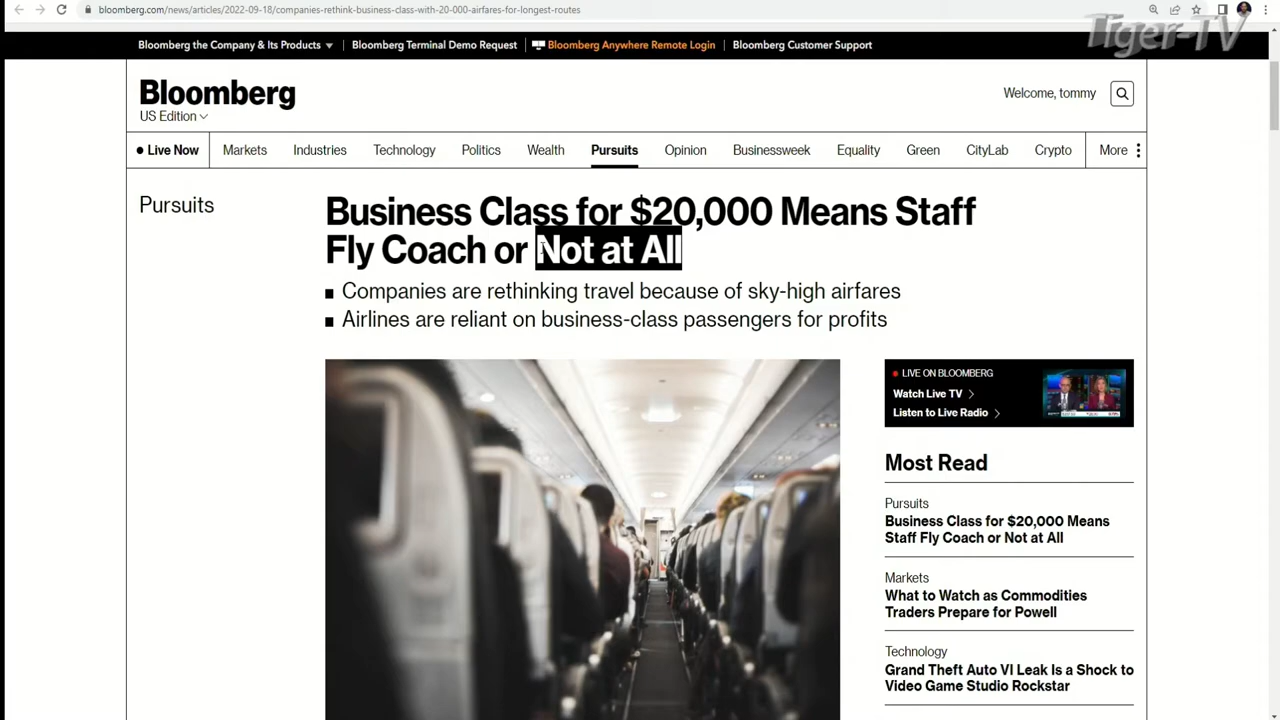 bloomberg.com/news/articles/2022-09-18/companies-rethink-business-class-with-20-000-airfares-for-longest-routes
Tiger-TV
Bloomberg the Company & Its Products
Bloomberg Terminal Demo Request
Bloomberg Anywhere Remote Login
Bloomberg Customer Support
Bloomberg
US Edition
Welcome, tommy
Live Now
Markets
Industries
Technology
Politics
Wealth
Pursuits
Opinion
Businessweek
Equality
Green
CityLab
Crypto
More
Pursuits
Business Class for $20,000 Means Staff
Fly Coach or Not at All
Companies are rethinking travel because of sky-high airfares
Airlines are reliant on business-class passengers for profits
LIVE ON BLOOMBERG
Watch Live TV
Listen to Live Radio
Most Read
Pursuits
Business Class for $20,000 Means
Staff Fly Coach or Not at All
Markets
What to Watch as Commodities
Traders Prepare for Powell
Technology
Grand Theft Auto VI Leak Is a Shock to
Video Game Studio Rockstar